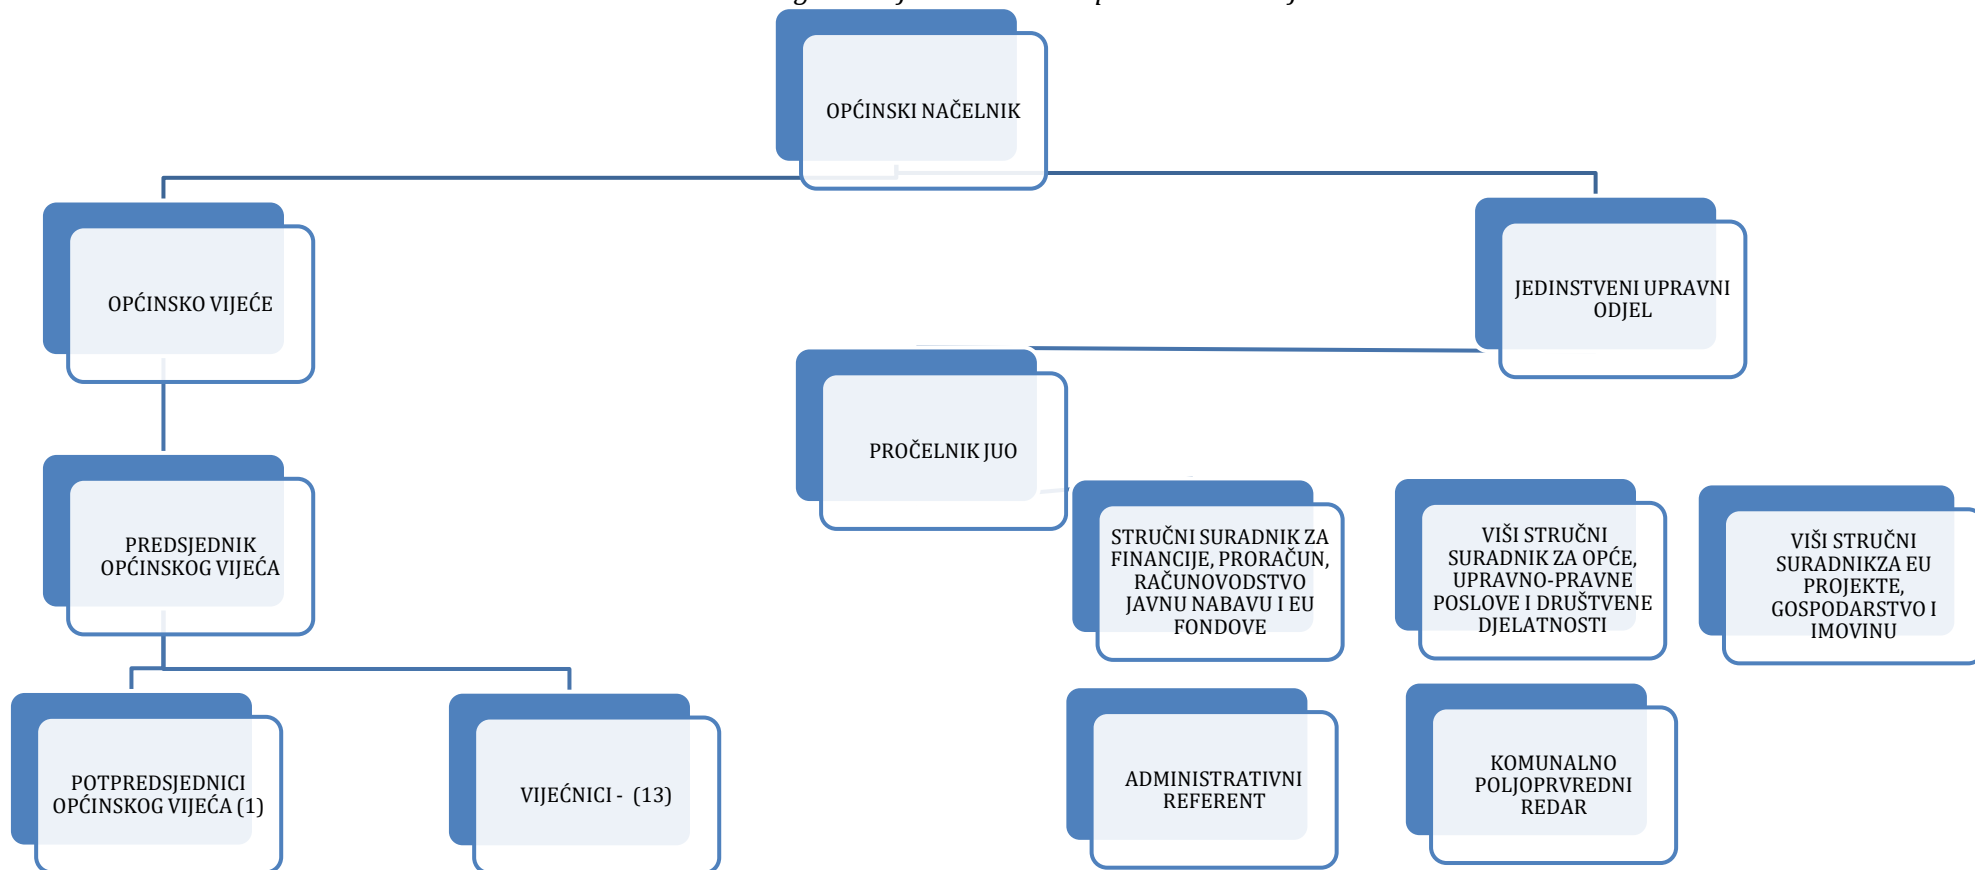 OPĆINSKI NAČELNIK
OPĆINSKO VIJEĆE
JEDINSTVENI UPRAVNI
ODJEL
PROČELNIK JUO
PREDSJEDNIK
OPĆINSKOG VIJEĆA
STRUČNI SURADNIK ZA
FINANCIJE, PRORAČUN,
RAČUNOVODSTVO
JAVNU NABAVU I EU
FONDOVE
VIŠI STRUČNI
SURADNIK ZA OPĆE,
UPRAVNO-PRAVNE
POSLOVE I DRUŠTVENE
DJELATNOSTI
VIŠI STRUČNI
SURADNIKZA EU
PROJEKTE,
GOSPODARSTVO I
IMOVINU
POTPREDSJEDNICI
OPĆINSKOG VIJEĆA (1)
VIJEĆNICI - (13)
ADMINISTRATIVNI
REFERENT
KOMUNALNO
POLJOPRVREDNI
REDAR